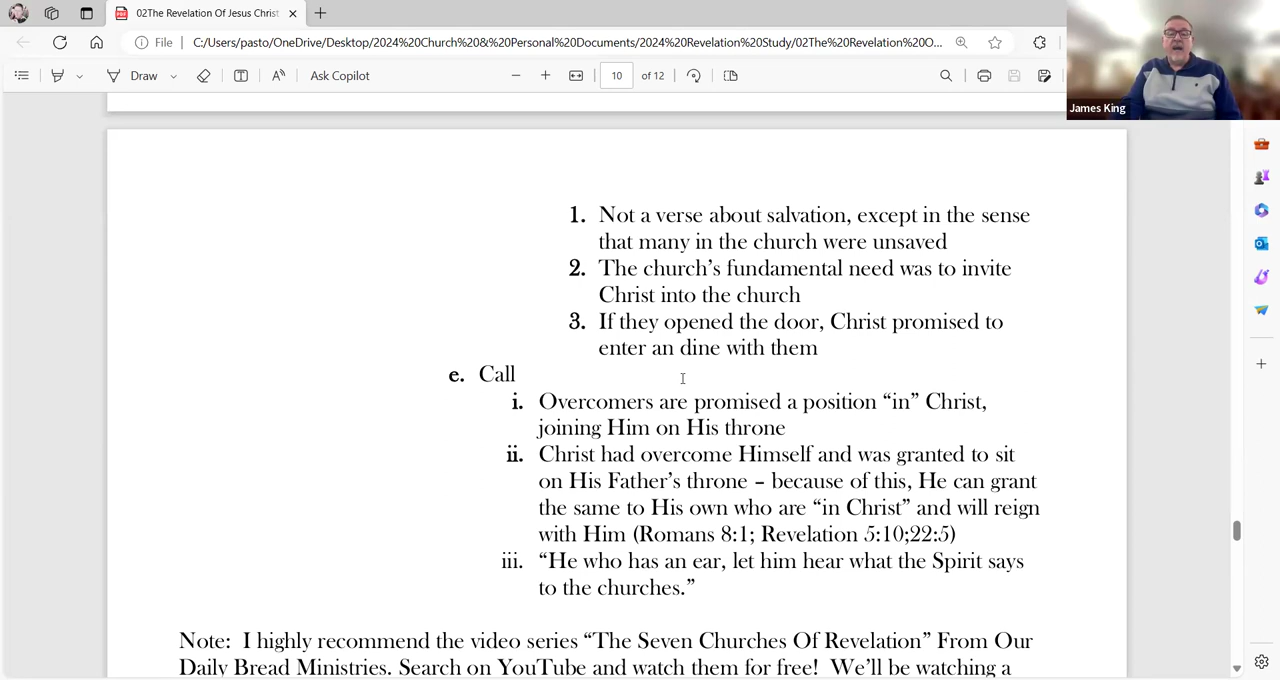 02The Revelation Of Jesus Christ
File
C:/Users/pasto/OneDrive/Desktop/2024%20Church%20&%20Personal%20Documents/2024%20Revelation%20Study/02The%20Revelation%20O...
Draw
Ask Copilot
10 of 12
James King
1. Not a verse about salvation, except in the sense
that many in the church were unsaved
2. The church’s fundamental need was to invite
Christ into the church
3. If they opened the door, Christ promised to
enter an dine with them
e. Call
i. Overcomers are promised a position “in” Christ,
joining Him on His throne
ii. Christ had overcome Himself and was granted to sit
on His Father’s throne – because of this, He can grant
the same to His own who are “in Christ” and will reign
with Him (Romans 8:1; Revelation 5:10;22:5)
iii. “He who has an ear, let him hear what the Spirit says
to the churches.”
Note: I highly recommend the video series “The Seven Churches Of Revelation” From Our
Daily Bread Ministries. Search on YouTube and watch them for free! We’ll be watching a